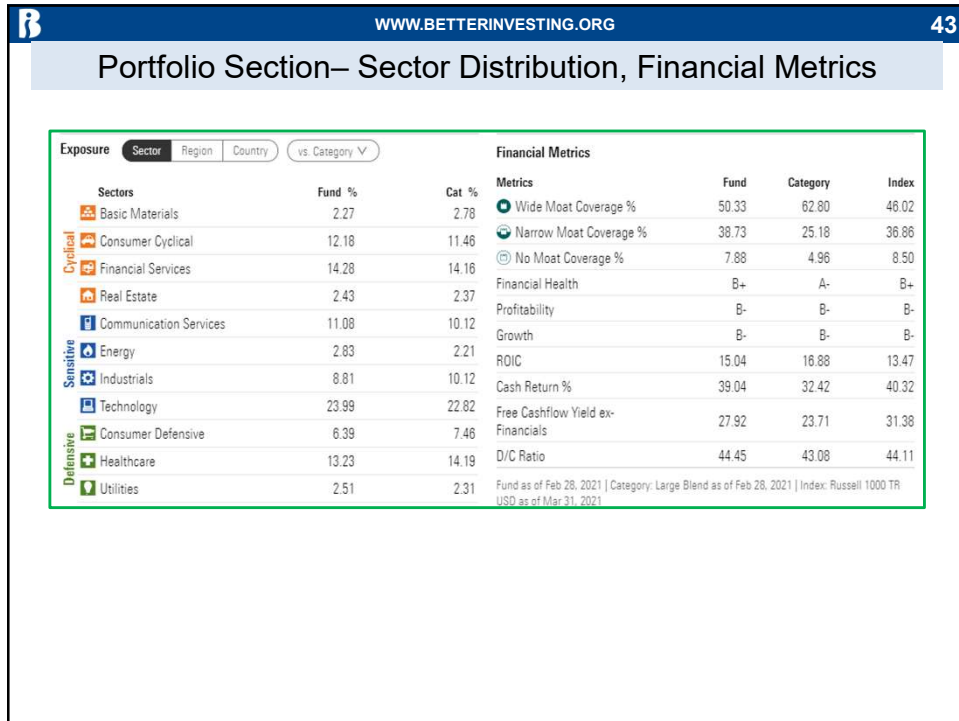 WWW.BETTERINVESTING.ORG 43
Portfolio Section– Sector Distribution, Financial Metrics
Exposure Sector Region Country vs. Category
Sectors Fund % Cat %
Cyclical
Basic Materials 2.27 2.78
Consumer Cyclical 12.18 11.46
Financial Services 14.28 14.16
Real Estate 2.43 2.37
Sensitive
Communication Services 11.08 10.12
Energy 2.83 2.21
Industrials 8.81 10.12
Technology 23.99 22.82
Defensive
Consumer Defensive 6.39 7.46
Healthcare 13.23 14.19
Utilities 2.51 2.31
Financial Metrics
Metrics Fund Category Index
Wide Moat Coverage % 50.33 62.80 46.02
Narrow Moat Coverage % 38.73 25.18 36.86
No Moat Coverage % 7.88 4.96 8.50
Financial Health B+ A- B+
Profitability B- B- B-
Growth B- B- B-
ROIC 15.04 16.88 13.47
Cash Return % 39.04 32.42 40.32
Free Cashflow Yield ex-
Financials 27.92 23.71 31.38
D/C Ratio 44.45 43.08 44.11
Fund as of Feb 28, 2021 | Category: Large Blend as of Feb 28, 2021 | Index: Russell 1000 TR
USD as of Mar 31, 2021